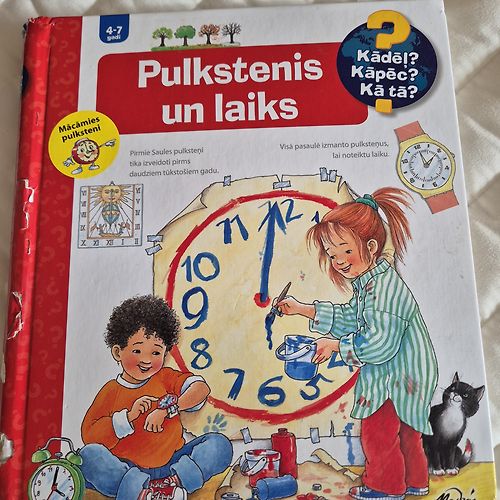 4-7
gadi
Pulkstenis
un laiks
Kādēļ?
Kāpēc?
Kā tā?
Mācāmies
pulksteni
Pirmie Saules pulksteņi
tika izveidoti pirms
daudziem tūkstošiem gadu.
Visā pasaulē izmanto pulksteņus,
lai noteiktu laiku.
11 12
10
9
8
7
6
5